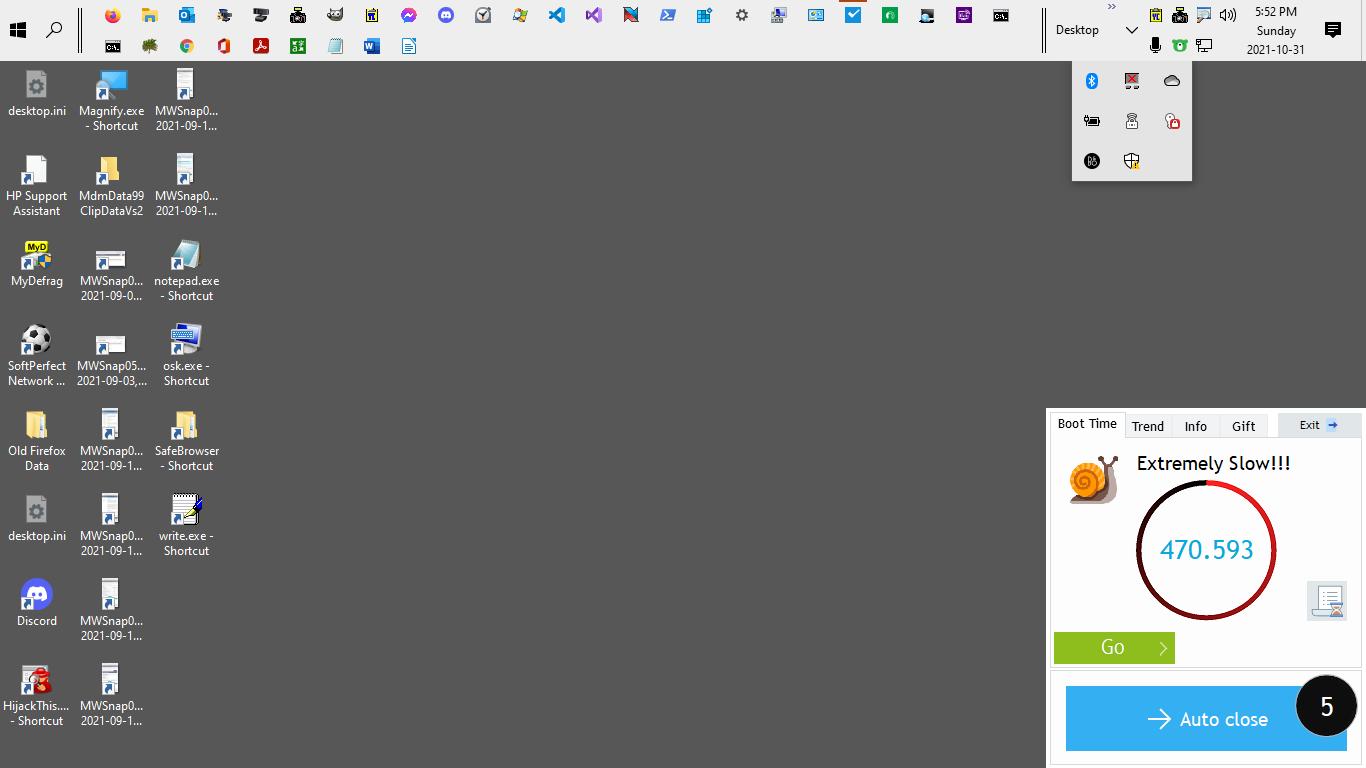 Desktop
5:52 PM
Sunday
2021-10-31
desktop.ini
Magnify.exe
- Shortcut
MWSnap0...
2021-09-1...
HP Support
Assistant
MdmData99
ClipDataVs2
MWSnap0...
2021-09-1...
MyD
MyDefrag
MWSnap0...
2021-09-0...
notepad.exe
- Shortcut
SoftPerfect
Network ...
MWSnap05...
2021-09-03,...
osk.exe -
Shortcut
Old Firefox
Data
MWSnap0...
2021-09-1...
SafeBrowser
- Shortcut
desktop.ini
MWSnap0...
2021-09-1...
write.exe -
Shortcut
Discord
MWSnap0...
2021-09-1...
HijackThis....
- Shortcut
MWSnap0...
2021-09-1...
Boot Time
Trend
Info
Gift
Exit
Extremely Slow!!!
470.593
Go
Auto close
5